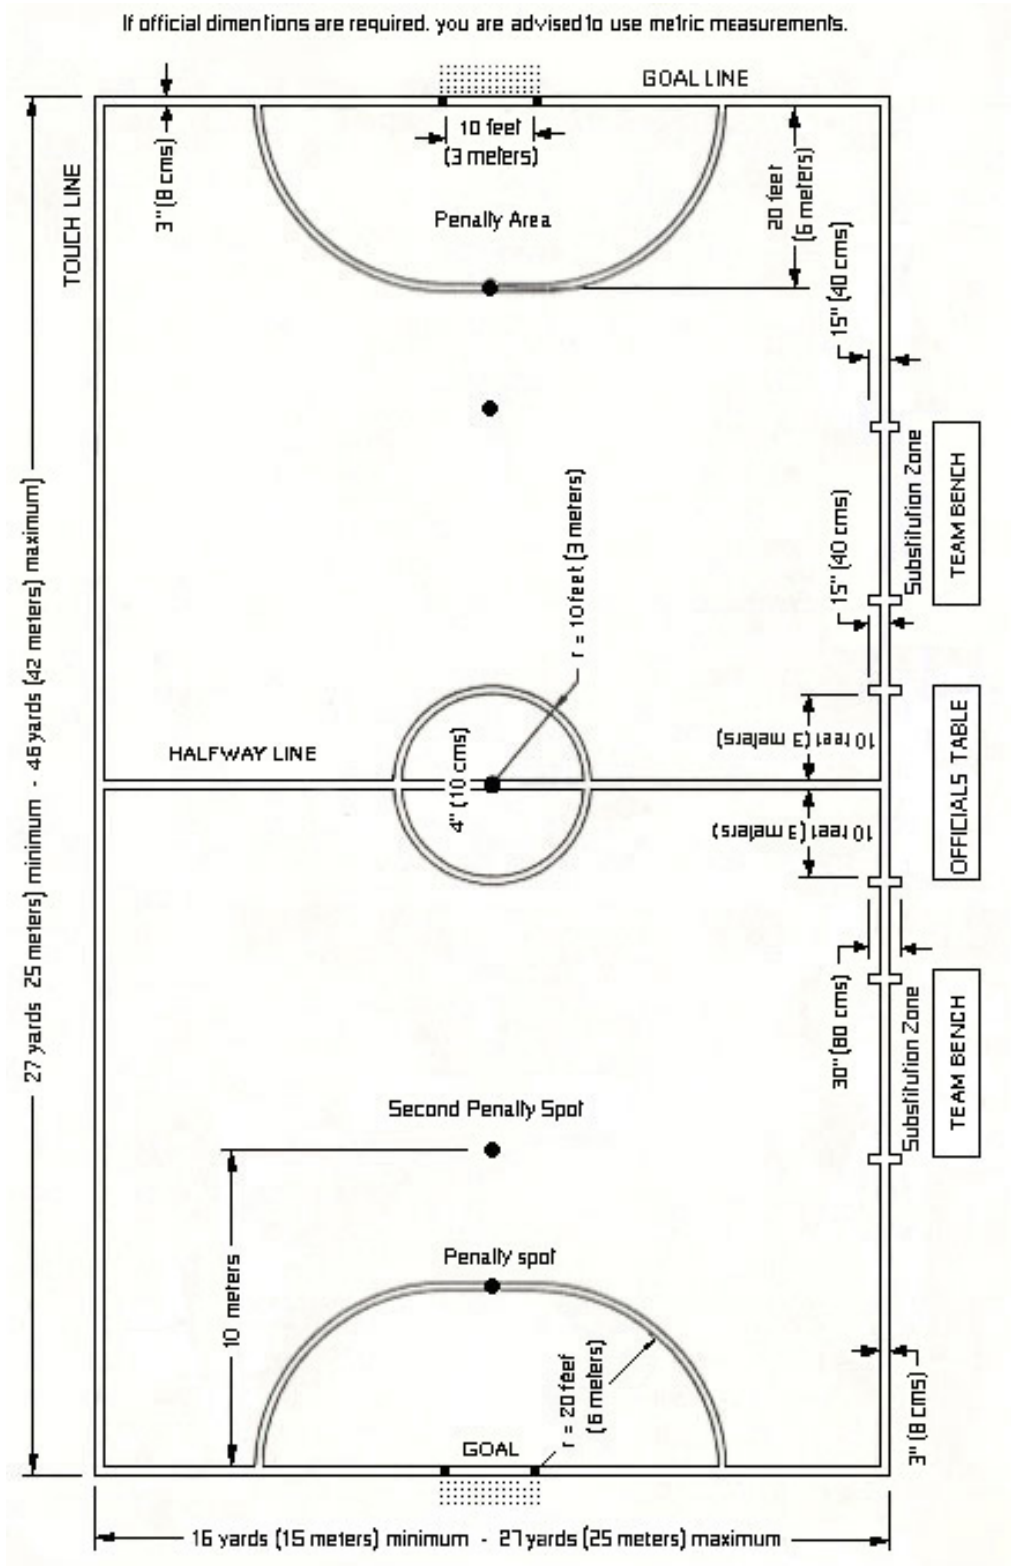 If official dimentions are required. you are advised to use metric measurements.
GOAL LINE
10 feet
(3 meters)
3" (8 cms)
TOUCH LINE
20 feet
(6 meters)
Penally Area
15" (40 cms)
Substitution Zone
TEAM BENCH
15" (40 cms)
r = 10 feet (3 meters)
27 yards 25 meters) minimum - 46 yards (42 meters) maximum)
HALFWAY LINE
4" (10 cms)
10 feet (3 meters)
10 feet (3 meters)
OFFICIALS TABLE
30" (80 cms)
Substitution Zone
TEAM BENCH
Second Penally Spot
10 meters
Penally spot
r = 20 feet
(6 meters)
GOAL
3" (8 cms)
16 yards (15 meters) minimum - 27 yards (25 meters) maximum